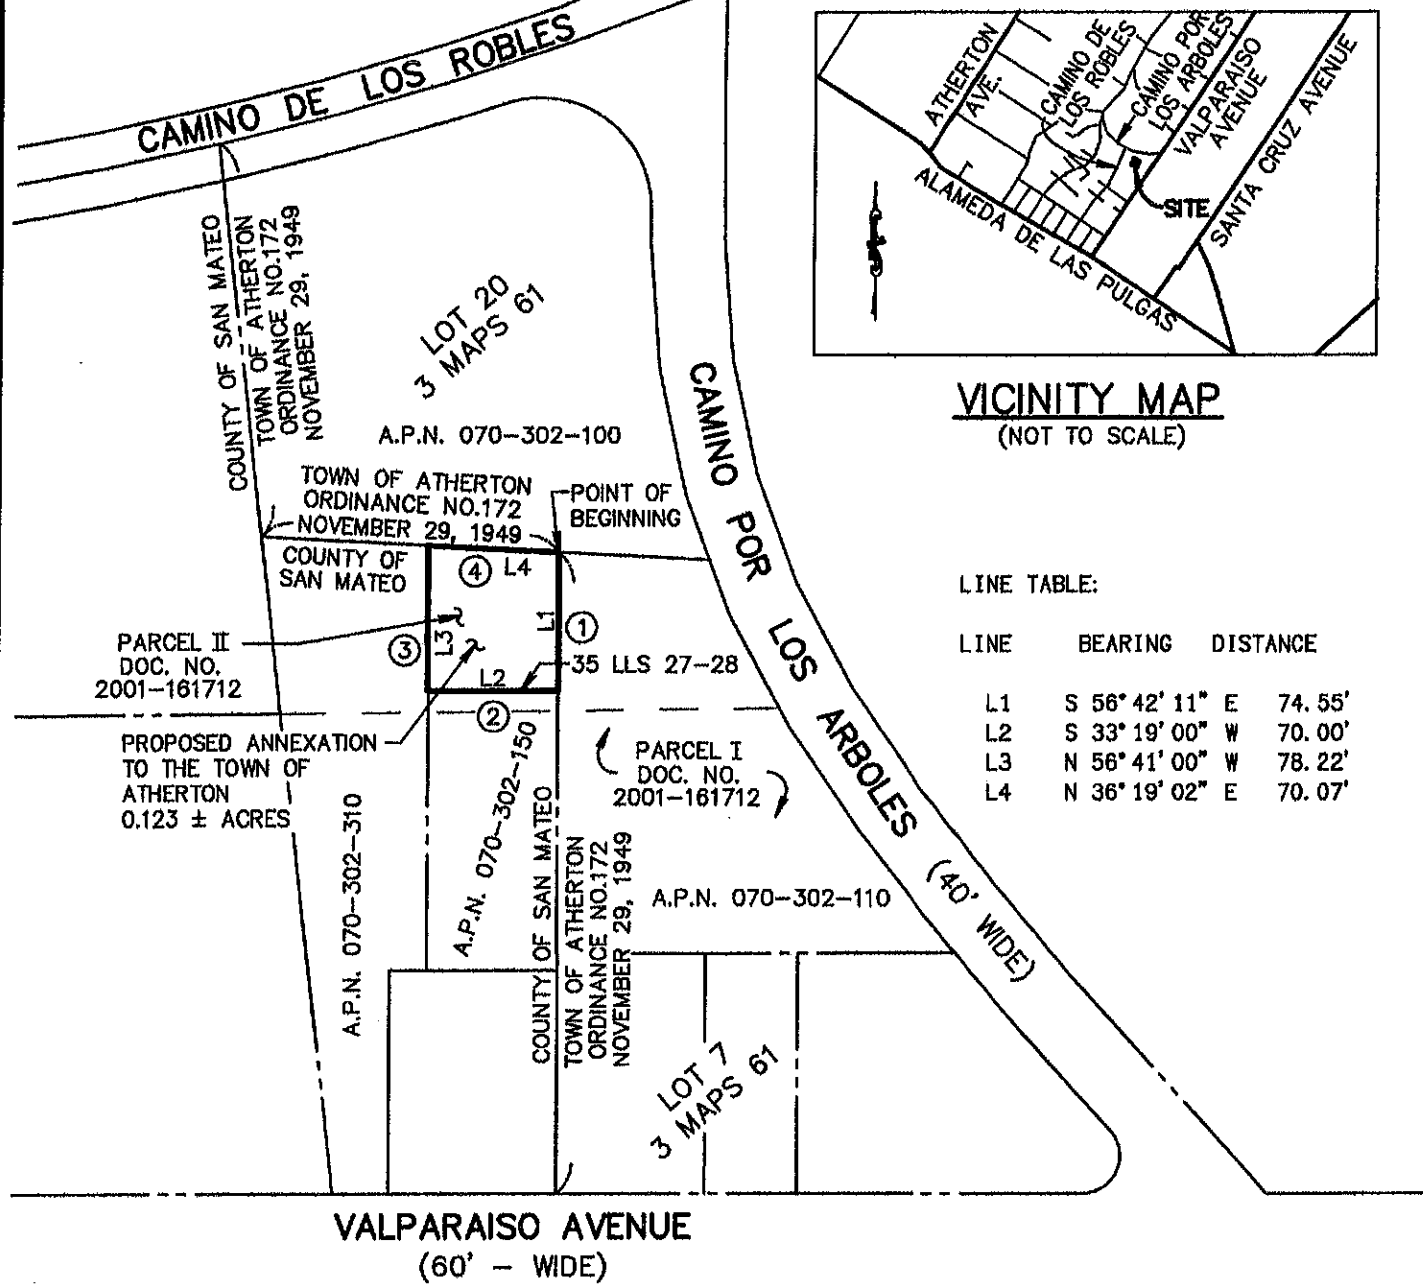 CAMINO DE LOS ROBLES
COUNTY OF SAN MATEO
TOWN OF ATHERTON
ORDINANCE NO.172
NOVEMBER 29, 1949
LOT 20
3 MAPS 61
A.P.N. 070-302-100
ATHERTON
AVE.
CAMINO DE
LOS ROBLES
CAMINO POR
LOS ARBOLES
VALPARAISO
AVENUE
SANTA CRUZ AVENUE
SITE
ALAMEDA DE LAS PULGAS
VICINITY MAP
(NOT TO SCALE)
TOWN OF ATHERTON
ORDINANCE NO.172
NOVEMBER 29, 1949
POINT OF
BEGINNING
COUNTY OF
SAN MATEO
4 L4
L1 1
3 L3
L2
2
35 LLS 27-28
PARCEL II
DOC. NO.
2001-161712
PROPOSED ANNEXATION
TO THE TOWN OF
ATHERTON
0.123 ± ACRES
PARCEL I
DOC. NO.
2001-161712
CAMINO POR LOS ARBOLES (40' WIDE)
LINE TABLE:
LINE BEARING DISTANCE
L1 S 56°42'11" E 74.55'
L2 S 33°19'00" W 70.00'
L3 N 56°41'00" W 78.22'
L4 N 36°19'02" E 70.07'
A.P.N. 070-302-310
A.P.N. 070-302-150
COUNTY OF SAN MATEO
TOWN OF ATHERTON
ORDINANCE NO.172
NOVEMBER 29, 1949
A.P.N. 070-302-110
LOT 7
3 MAPS 61
VALPARAISO AVENUE
(60' - WIDE)